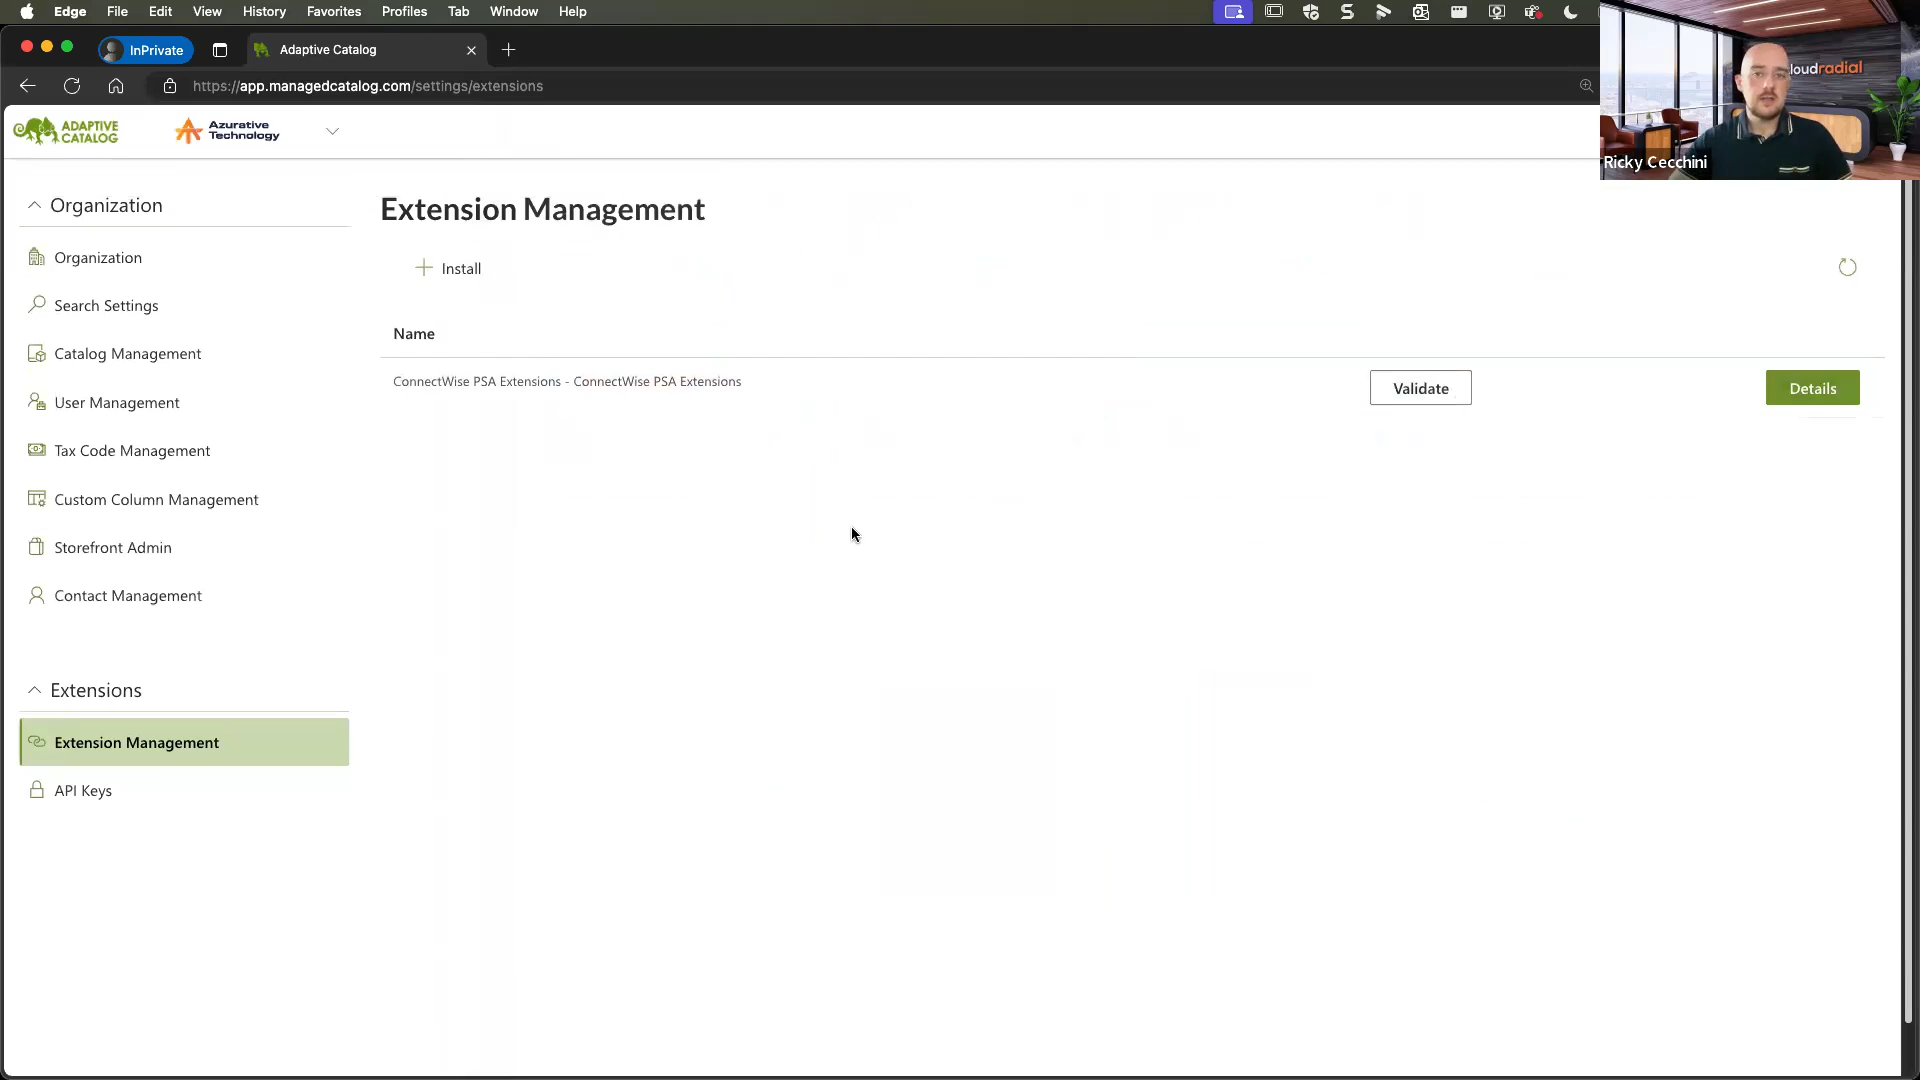 Edge File Edit View History Favorites Profiles Tab Window Help
InPrivate
Adaptive Catalog
https://app.managedcatalog.com/settings/extensions
loudradial
Ricky Cecchini
ADAPTIVE
CATALOG
Azurative
Technology
Organization
Organization
Search Settings
Catalog Management
User Management
Tax Code Management
Custom Column Management
Storefront Admin
Contact Management
Extensions
Extension Management
API Keys
Extension Management
Install
Name
ConnectWise PSA Extensions - ConnectWise PSA Extensions
Validate
Details